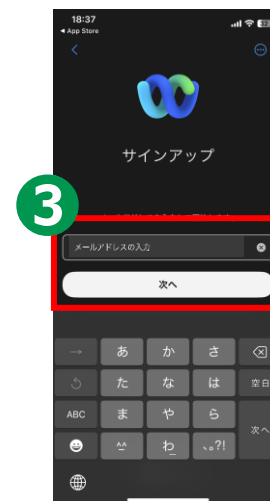 18:37
◀ App Store
サインアップ
3
メールアドレスの入力
次へ
→ あ か さ
た な は 空白
ABC ま や ら 次へ
^^ わ_ 、。?!